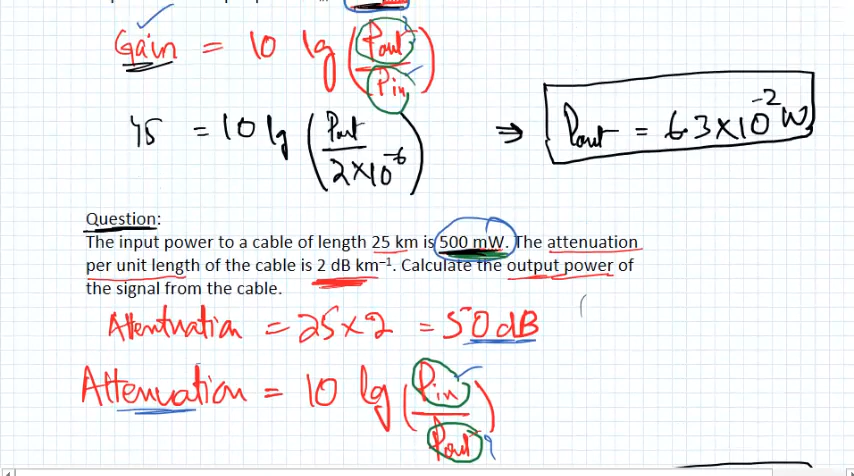 Gain = 10 lg (Pout / Pin)
45 = 10 lg (Pout / 2×10⁻⁶) ⇒ Pout = 6.3×10⁻² W
Question:
The input power to a cable of length 25 km is 500 mW. The attenuation
per unit length of the cable is 2 dB km⁻¹. Calculate the output power of
the signal from the cable.
Attentuation = 25×2 = 50 dB
Attenuation = 10 lg (Pin / Pout) ?